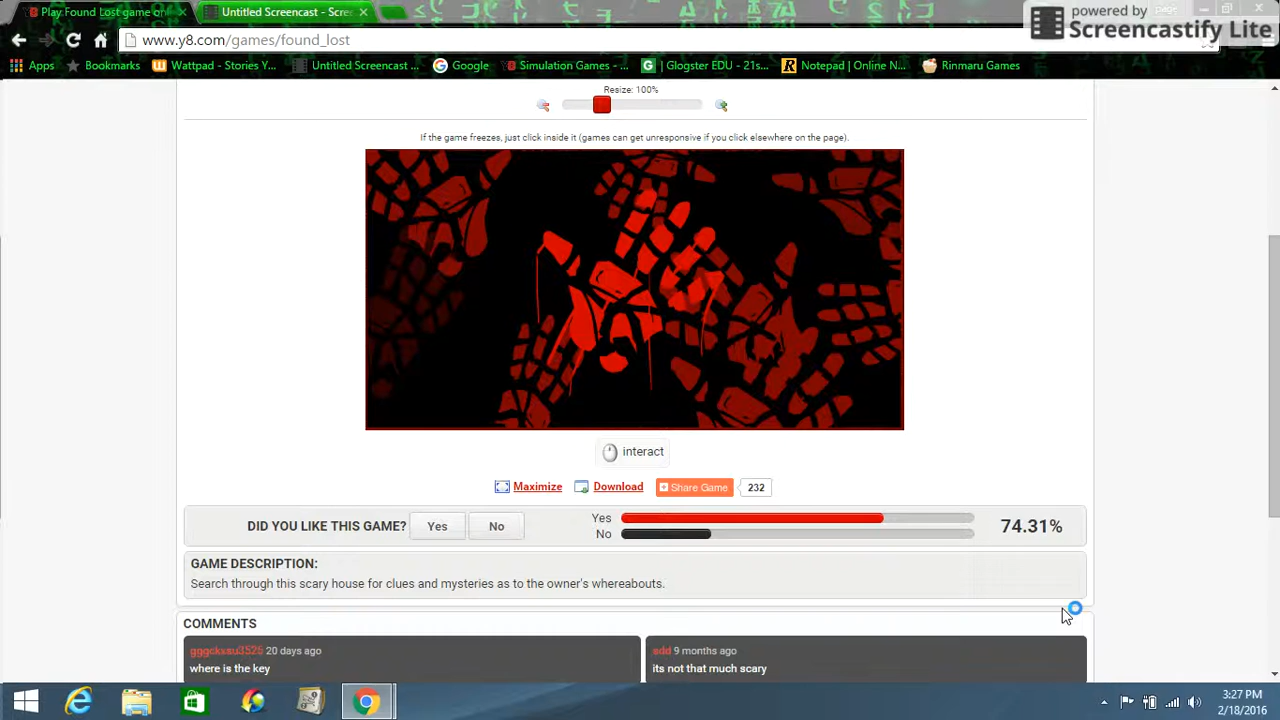 Play Found Lost game on
Untitled Screencast - Scree
powered by
Screencastify Lite
www.y8.com/games/found_lost
Apps
Bookmarks
Wattpad - Stories Y...
Untitled Screencast ...
Google
Simulation Games - ...
G | Glogster EDU - 21s...
R Notepad | Online N...
Rinmaru Games
Resize: 100%
If the game freezes, just click inside it (games can get unresponsive if you click elsewhere on the page).
interact
Maximize
Download
Share Game
232
DID YOU LIKE THIS GAME?
Yes
No
Yes
No
74.31%
GAME DESCRIPTION:
Search through this scary house for clues and mysteries as to the owner's whereabouts.
COMMENTS
20 days ago
where is the key
sdd 9 months ago
its not that much scary
3:27 PM
2/18/2016